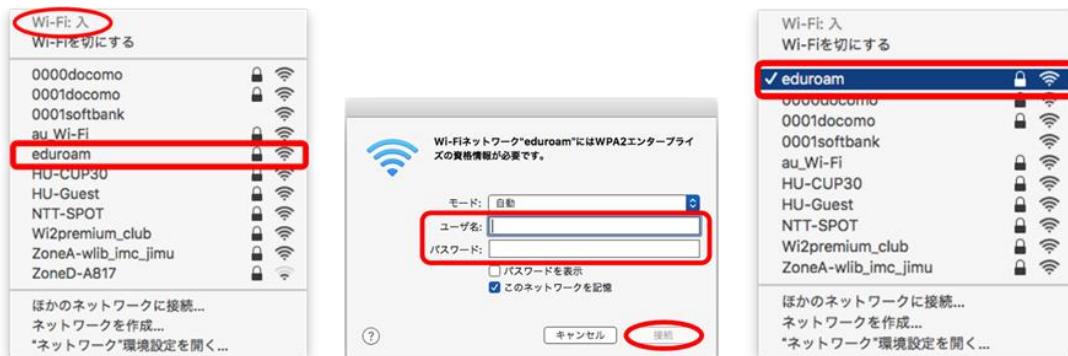 Wi-Fi: 入
Wi-Fiを切にする
0000docomo
0001docomo
0001softbank
au_Wi-Fi
eduroam
HU-CUP30
HU-Guest
NTT-SPOT
Wi2premium_club
ZoneA-wlib_imc_jimu
ZoneD-A817
ほかのネットワークに接続...
ネットワークを作成...
"ネットワーク"環境設定を開く...
Wi-Fiネットワーク"eduroam"にはWPA2エンタープライ
ズの資格情報が必要です。
モード: 自動
ユーザ名:
パスワード:
パスワードを表示
このネットワークを記憶
? キャンセル 接続
Wi-Fi: 入
Wi-Fiを切にする
✓ eduroam
0000docomo
0001docomo
0001softbank
au_Wi-Fi
HU-CUP30
HU-Guest
NTT-SPOT
Wi2premium_club
ZoneA-wlib_imc_jimu
ほかのネットワークに接続...
ネットワークを作成...
"ネットワーク"環境設定を開く...